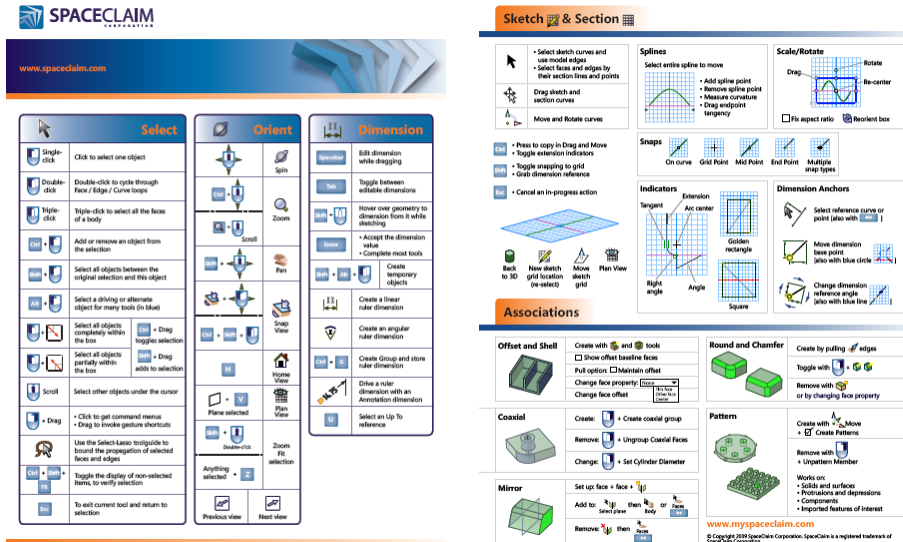 SPACECLAIM
CORPORATION
www.spaceclaim.com
Select
Single-click
Click to select one object
Double-click
Double-click to cycle through
Face / Edge / Curve loops
Triple-click
Triple-click to select all the faces
of a body
Ctrl +
Add or remove an object from
the selection
Shift +
Select all objects between the
original selection and this object
Alt +
Select a driving or alternate
object for many tools (in blue)
Select all objects
completely within
the box
Ctrl + Drag
toggles selection
Select all objects
partially within
the box
Shift + Drag
adds to selection
Scroll
Select other objects under the cursor
+ Drag
• Click to get command menus
• Drag to invoke gesture shortcuts
Use the Select-Lasso toolguide to
bound the propagation of selected
faces and edges
Ctrl + Shift +
F8
Toggle the display of non-selected
items, to verify selection
Esc
To exit current tool and return to
selection
Orient
Spin
Ctrl +
Zoom
Scroll
Shift +
Pan
Snap
View
Ctrl + Shift +
H
Home
View
Plane selected
+ V
Plan
View
Shift +
Double-click
Zoom
Fit
selection
Anything
selected + Z
Previous view
Next view
Dimension
Spacebar
Edit dimension
while dragging
Tab
Toggle between
editable dimensions
Shift +
Hover over geometry to
dimension from it while
sketching
Enter
• Accept the dimension
value
• Complete most tools
Shift + Alt +
Create
temporary
objects
Create a linear
ruler dimension
Create an angular
ruler dimension
Ctrl + G
Create Group and store
ruler dimension
Drive a ruler
dimension with an
Annotation dimension
U
Select an Up To
reference
Sketch & Section
• Select sketch curves and
use model edges
• Select faces and edges by
their section lines and points
Drag sketch and
section curves
Move and Rotate curves
Splines
Select entire spline to move
• Add spline point
• Remove spline point
• Measure curvature
• Drag endpoint
tangency
Scale/Rotate
Drag
Rotate
Re-center
Fix aspect ratio
Reorient box
Ctrl
• Press to copy in Drag and Move
• Toggle extension indicators
Shift
• Toggle snapping to grid
• Grab dimension reference
Esc
• Cancel an in-progress action
Snaps
On curve
Grid Point
Mid Point
End Point
Multiple
snap types
Back
to 3D
New sketch
grid location
(re-select)
Move
sketch
grid
Plan View
Indicators
Tangent
Extension
Arc center
Right
angle
Angle
Golden
rectangle
Square
Dimension Anchors
Select reference curve or
point (also with )
Move dimension
base point
(also with blue circle )
Change dimension
reference angle
(also with blue line )
Associations
Offset and Shell
Create with and tools
Show offset baseline faces
Pull option: Maintain offset
Change face property: None
Change face offset
This face
Other face
Center
Round and Chamfer
Create by pulling edges
Toggle with +
Remove with
or by changing face property
Coaxial
Create: + Create coaxial group
Remove: + Ungroup Coaxial Faces
Change: + Set Cylinder Diameter
Pattern
Create with Move
+ Create Patterns
Remove with
+ Unpattern Member
Works on:
• Solids and surfaces
• Protrusions and depressions
• Components
• Imported features of interest
Mirror
Set up: face + face +
Add to: Select plane then Body or Faces
Remove: then Faces
www.myspaceclaim.com
© Copyright 2009 SpaceClaim Corporation. SpaceClaim is a registered trademark of
SpaceClaim Corporation.